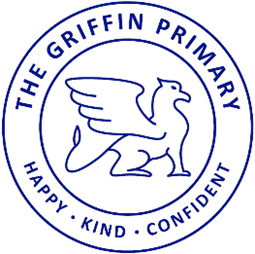 THE GRIFFIN PRIMARY
HAPPY · KIND · CONFIDENT